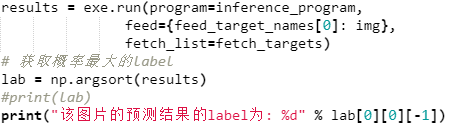 results = exe.run(program=inference_program,
                  feed={feed_target_names[0]: img},
                  fetch_list=fetch_targets)
# 获取概率最大的label
lab = np.argsort(results)
#print(lab)
print("该图片的预测结果的label为: %d" % lab[0][0][-1])